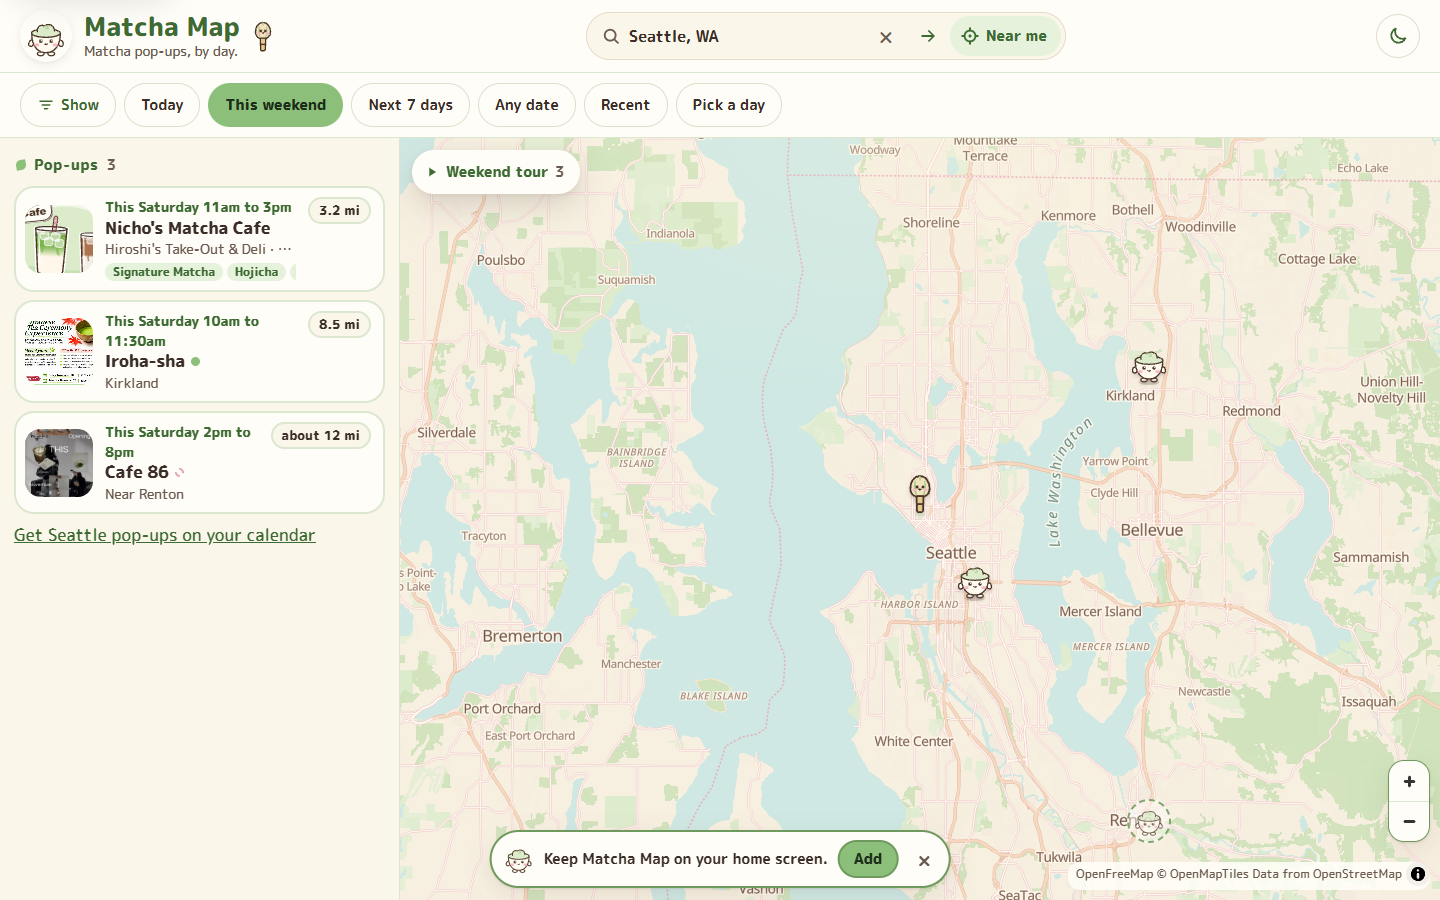 Matcha Map
Matcha pop-ups, by day.
Seattle, WA
Near me
Show
Today
This weekend
Next 7 days
Any date
Recent
Pick a day
Pop-ups 3
This Saturday 11am to 3pm
3.2 mi
Nicho's Matcha Cafe
Hiroshi's Take-Out & Deli · ···
Signature Matcha
Hojicha
This Saturday 10am to
11:30am
8.5 mi
Iroha-sha
Kirkland
This Saturday 2pm to
8pm
about 12 mi
Cafe 86
Near Renton
THIS
Get Seattle pop-ups on your calendar
Weekend tour 3
Woodway
Mountlake
Terrace
Echo Lake
Shoreline
Kenmore
Bothell
Woodinville
Indianola
Poulsbo
Suquamish
Cottage Lake
Kirkland
Redmond
Union Hill-
Novelty Hill
Silverdale
BAINBRIDGE
ISLAND
Lake Washington
Yarrow Point
Clyde Hill
Bellevue
Sammamish
Tracyton
Seattle
s Point-
o Lake
HARBOR ISLAND
Mercer Island
MERCER ISLAND
Bremerton
Manchester
BLAKE ISLAND
Newcastle
Issaquah
Port Orchard
East Port Orchard
White Center
Ren
Tukwila
SeaTac
Vashon
Keep Matcha Map on your home screen.
Add
+
−
OpenFreeMap © OpenMapTiles Data from OpenStreetMap